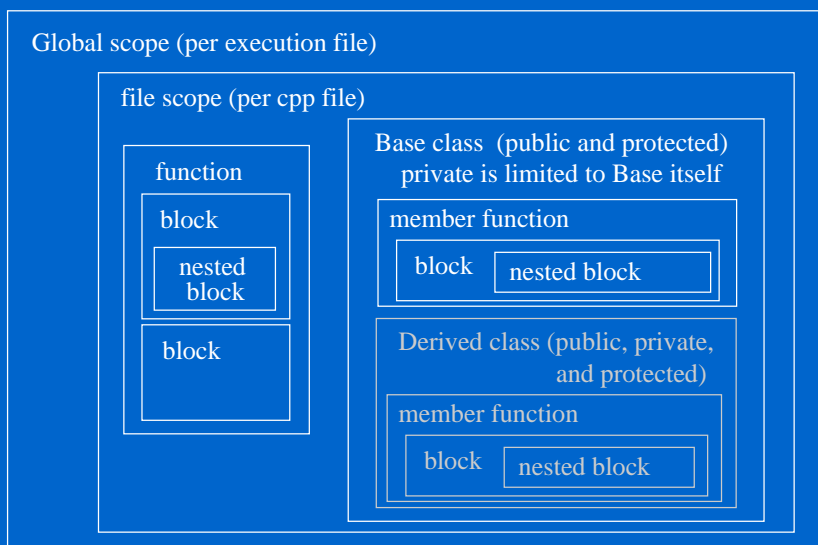 Global scope (per execution file)
file scope (per cpp file)
function
block
nested
block
block
Base class (public and protected)
private is limited to Base itself
member function
block
nested block
Derived class (public, private,
and protected)
member function
block
nested block